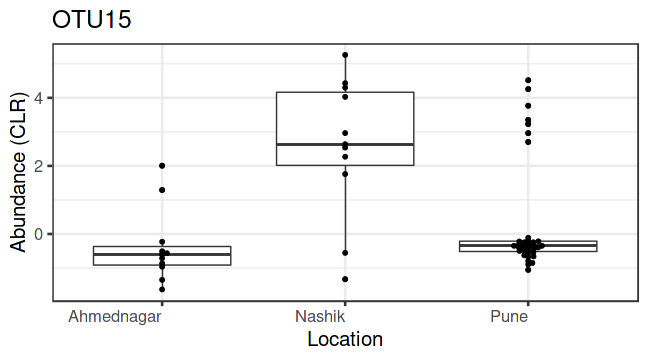 OTU15
Abundance (CLR)
4
2
0
Ahmednagar
Nashik
Pune
Location